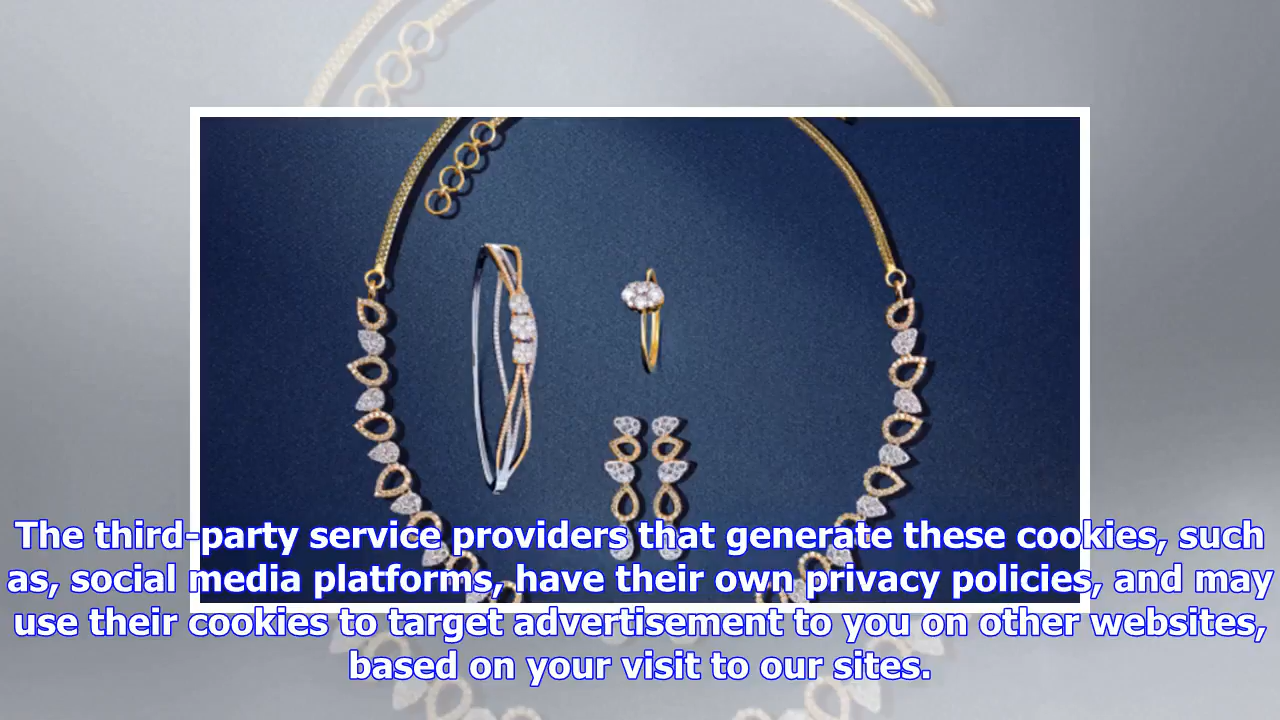 The third-party service providers that generate these cookies, such
as, social media platforms, have their own privacy policies, and may
use their cookies to target advertisement to you on other websites,
based on your visit to our sites.